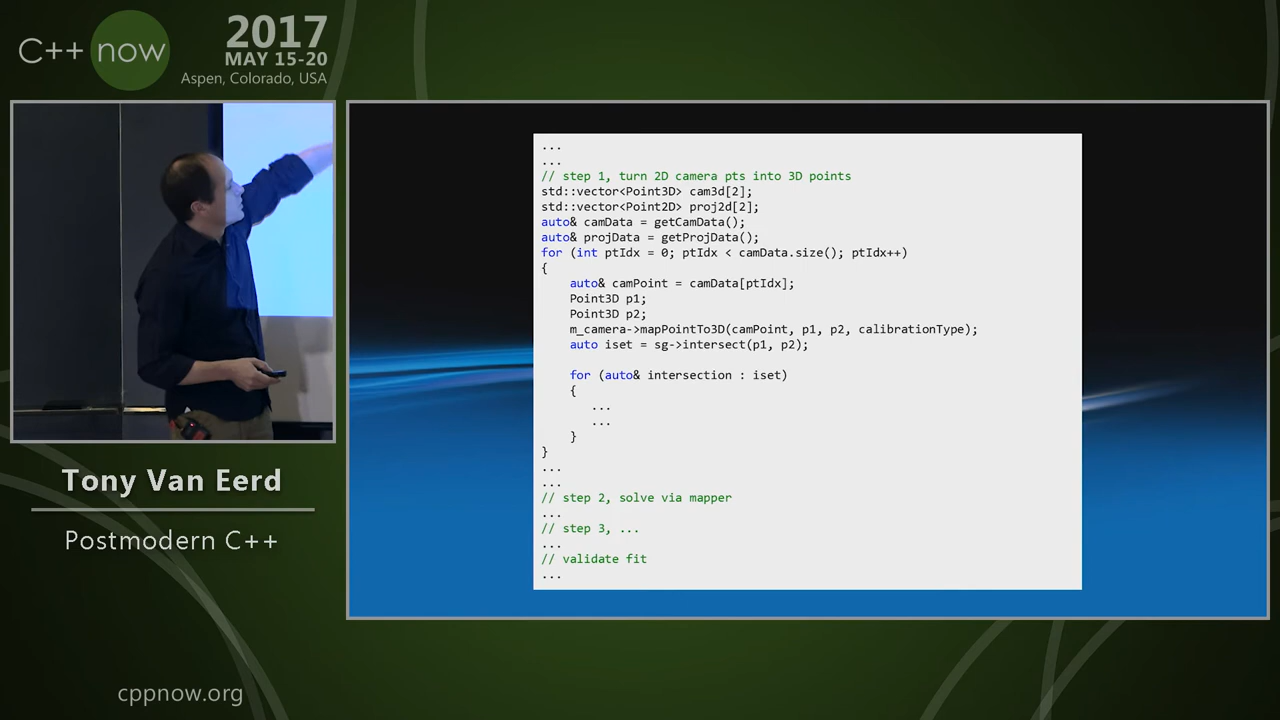 C++ now
2017
MAY 15-20
Aspen, Colorado, USA
...
...
// step 1, turn 2D camera pts into 3D points
std::vector<Point3D> cam3d[2];
std::vector<Point2D> proj2d[2];
auto& camData = getCamData();
auto& projData = getProjData();
for (int ptIdx = 0; ptIdx < camData.size(); ptIdx++)
{
    auto& camPoint = camData[ptIdx];
    Point3D p1;
    Point3D p2;
    m_camera->mapPointTo3D(camPoint, p1, p2, calibrationType);
    auto iset = sg->intersect(p1, p2);
    for (auto& intersection : iset)
    {
       ...
       ...
    }
}
...
...
// step 2, solve via mapper
...
// step 3, ...
...
// validate fit
...
Tony Van Eerd
Postmodern C++
cppnow.org